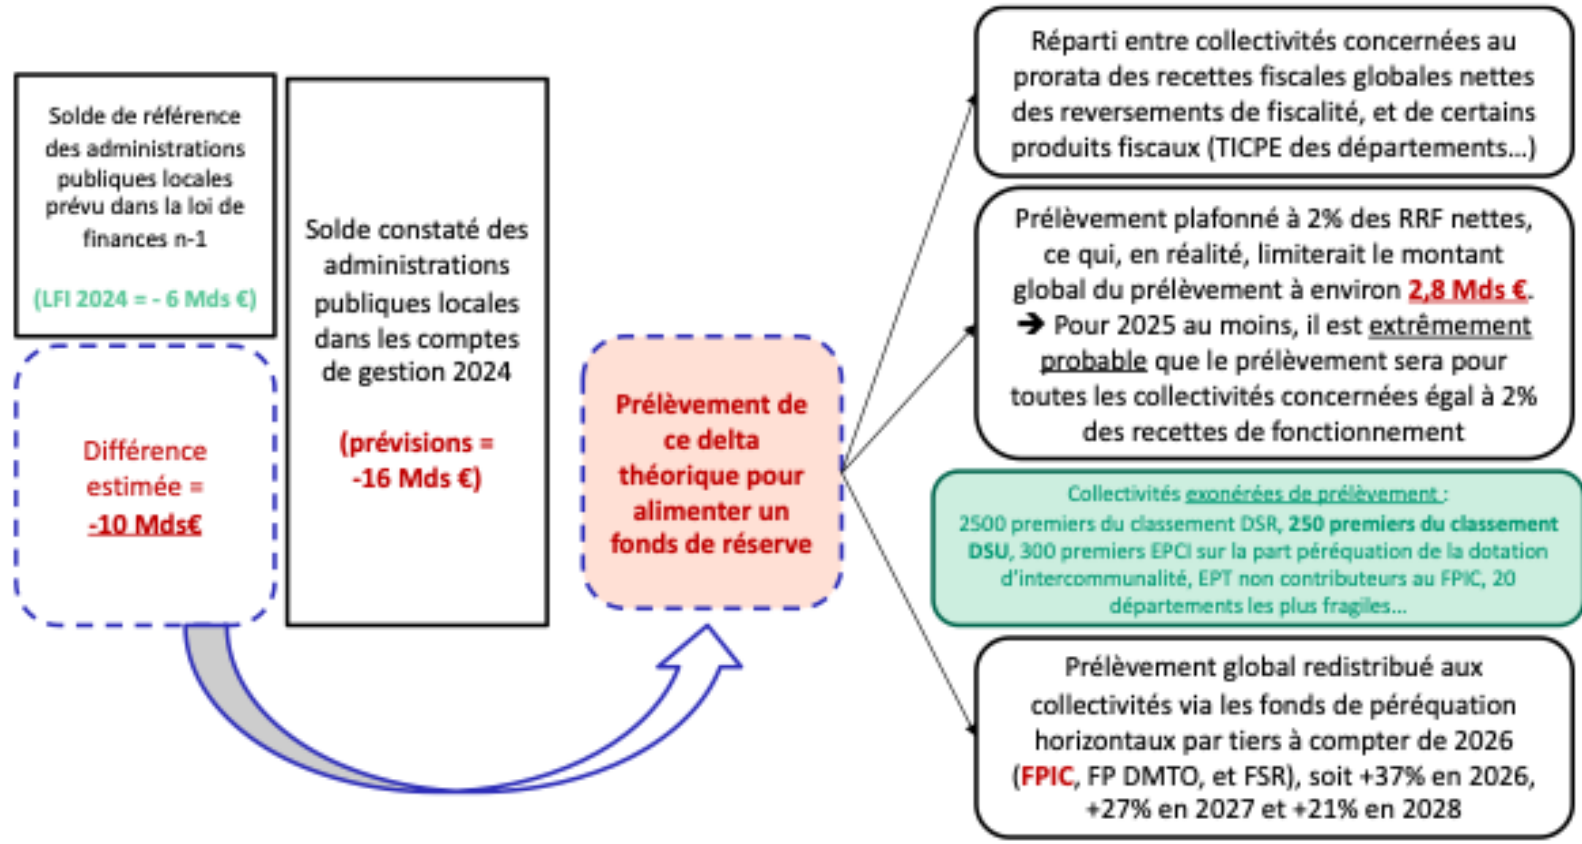 Solde de référence
des administrations
publiques locales
prévu dans la loi de
finances n-1
(LFI 2024 = - 6 Mds €)
Différence
estimée =
-10 Mds€
Solde constaté des
administrations
publiques locales
dans les comptes
de gestion 2024
(prévisions =
-16 Mds €)
Prélèvement de
ce delta
théorique pour
alimenter un
fonds de réserve
Réparti entre collectivités concernées au
prorata des recettes fiscales globales nettes
des reversements de fiscalité, et de certains
produits fiscaux (TICPE des départements...)
Prélèvement plafonné à 2% des RRF nettes,
ce qui, en réalité, limiterait le montant
global du prélèvement à environ 2,8 Mds €.
➔ Pour 2025 au moins, il est extrêmement
probable que le prélèvement sera pour
toutes les collectivités concernées égal à 2%
des recettes de fonctionnement
Collectivités exonérées de prélèvement :
2500 premiers du classement DSR, 250 premiers du classement
DSU, 300 premiers EPCI sur la part péréquation de la dotation
d'intercommunalité, EPT non contributeurs au FPIC, 20
départements les plus fragiles...
Prélèvement global redistribué aux
collectivités via les fonds de péréquation
horizontaux par tiers à compter de 2026
(FPIC, FP DMTO, et FSR), soit +37% en 2026,
+27% en 2027 et +21% en 2028